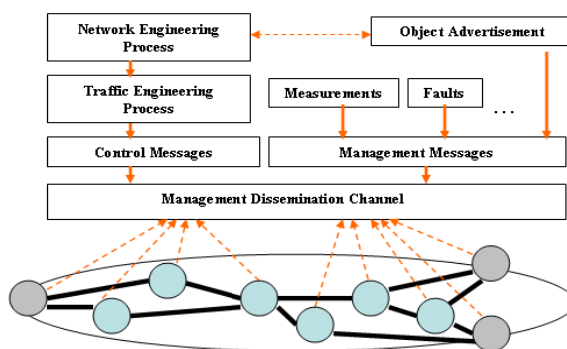 Network Engineering
Process
Object Advertisement
Traffic Engineering
Process
Measurements
Faults
...
Control Messages
Management Messages
Management Dissemination Channel